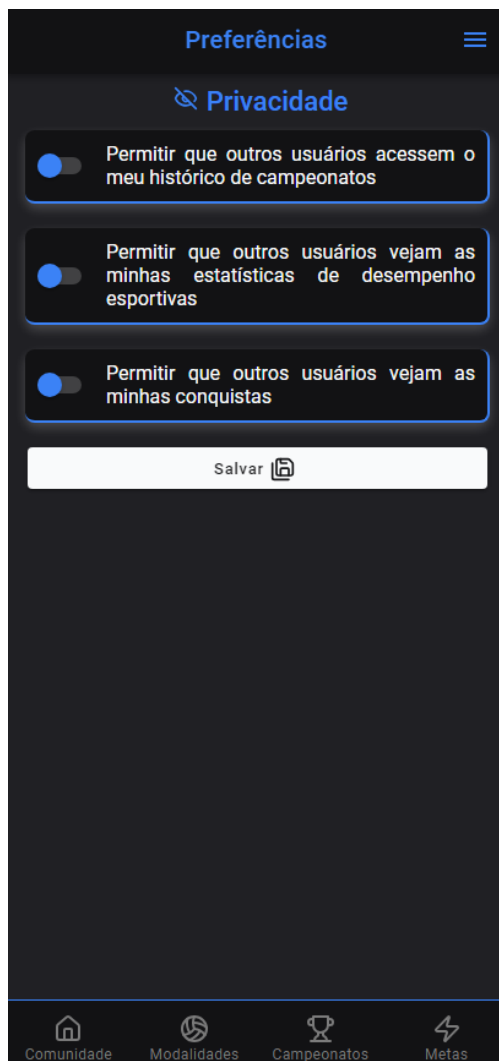 Preferências
Privacidade
Permitir que outros usuários acessem o
meu histórico de campeonatos
Permitir que outros usuários vejam as
minhas estatísticas de desempenho
esportivas
Permitir que outros usuários vejam as
minhas conquistas
Salvar
Comunidade Modalidades Campeonatos Metas